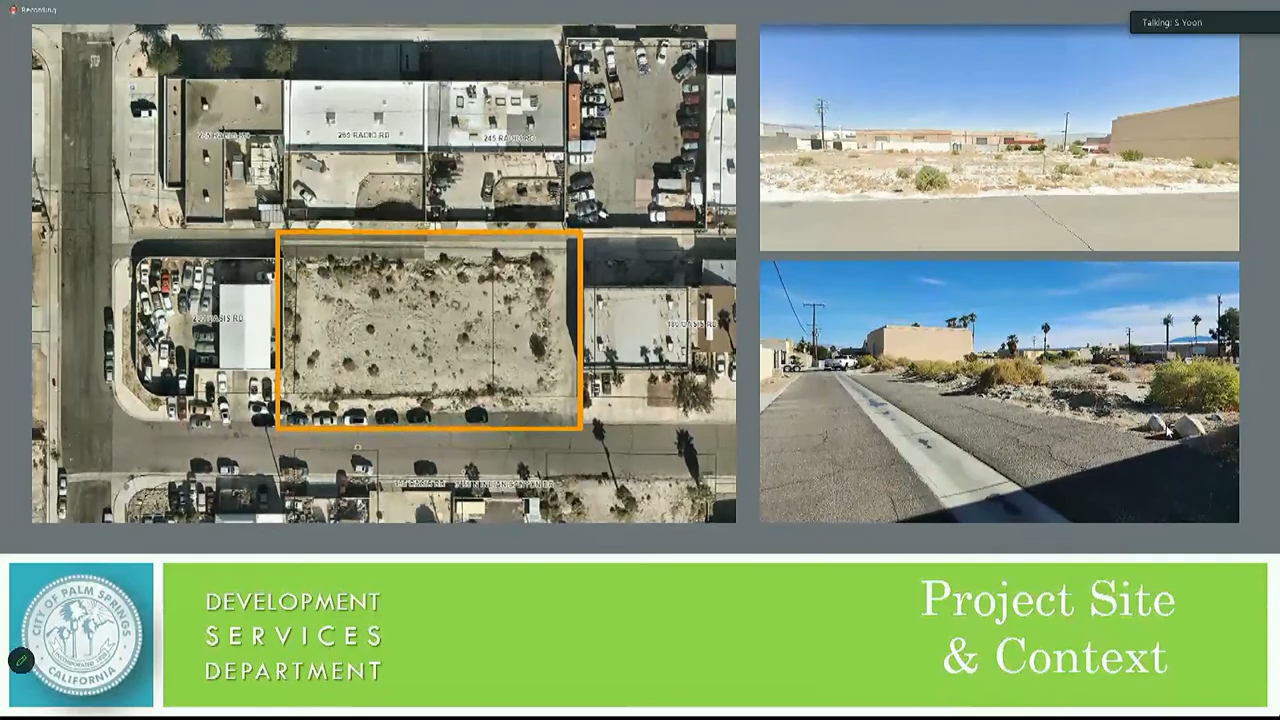 Recording
Talking: S Yoon
265 RADIO RD
245 RADIO RD
DEVELOPMENT
SERVICES
DEPARTMENT
Project Site
& Context
CITY OF PALM SPRINGS
CALIFORNIA